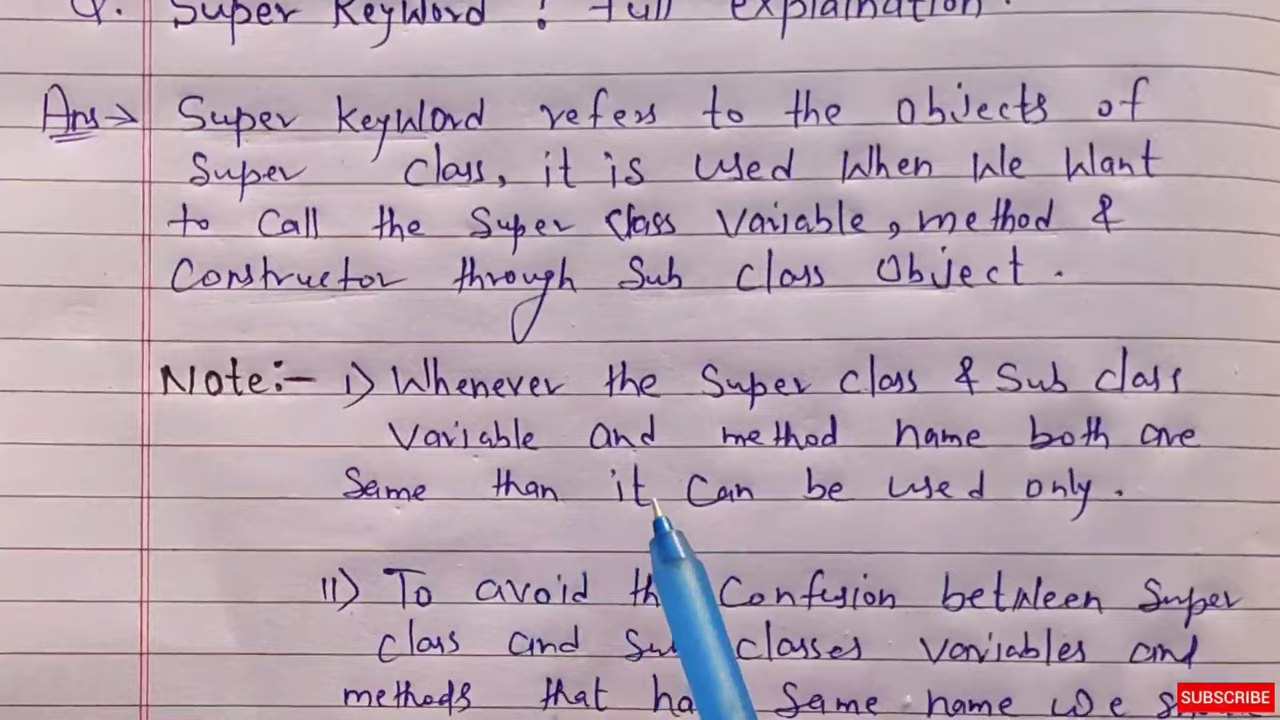 Q. Super Keyword ! full explaination.
Ans→ Super Keyword refers to the Objects of
Super class, it is used When We Want
to Call the Super class Variable, method &
Constructor through Sub Class Object.
Note:- i) Whenever the Super class & Sub class
Variable and method name both are
Same than it Can be used only.
II) To avoid Confusion between Super
class and classes variables and
methods that Same name we
SUBSCRIBE